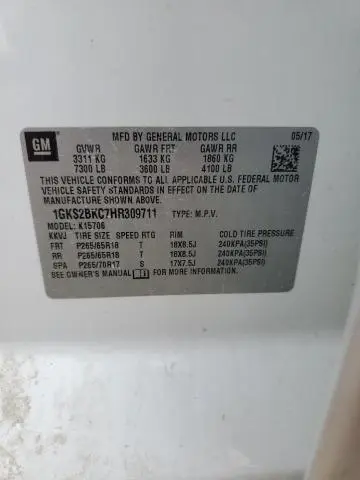 GM
MFD BY GENERAL MOTORS LLC 05/17
GVWR GAWR FRT GAWR RR
3311 KG 1633 KG 1860 KG
7300 LB 3600 LB 4100 LB
THIS VEHICLE CONFORMS TO ALL APPLICABLE U.S. FEDERAL MOTOR
VEHICLE SAFETY STANDARDS IN EFFECT ON THE DATE OF
MANUFACTURE SHOWN ABOVE.
1GKS2BKC7HR309711 TYPE: M.P.V.
MODEL: K15706
KKVJ TIRE SIZE SPEED RTG RIM COLD TIRE PRESSURE
FRT P265/65R18 T 18X8.5J 240KPA(35PSI)
RR P265/65R18 T 18X8.5J 240KPA(35PSI)
SPA P265/70R17 S 17X7.5J 240KPA(35PSI)
SEE OWNER'S MANUAL FOR MORE INFORMATION.